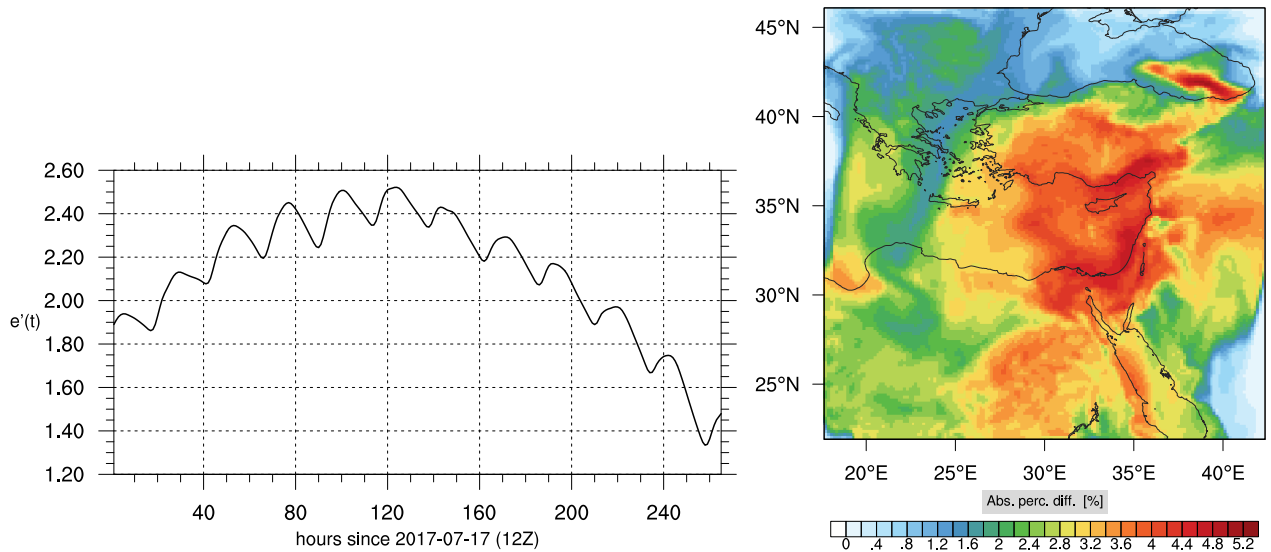 2.60
2.40
2.20
2.00
1.80
1.60
1.40
1.20
e'(t)
40 80 120 160 200 240
hours since 2017-07-17 (12Z)
45°N
40°N
35°N
30°N
25°N
20°E 25°E 30°E 35°E 40°E
Abs. perc. diff. [%]
0 .4 .8 1.2 1.6 2 2.4 2.8 3.2 3.6 4 4.4 4.8 5.2